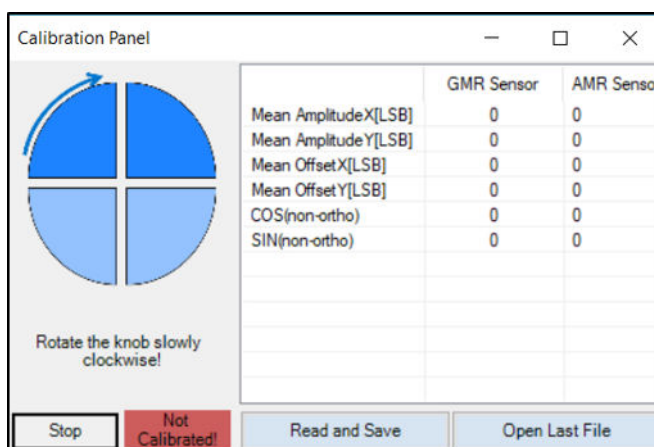 Calibration Panel
GMR Sensor AMR Senso
Mean AmplitudeX[LSB] 0 0
Mean AmplitudeY[LSB] 0 0
Mean OffsetX[LSB] 0 0
Mean OffsetY[LSB] 0 0
COS(non-ortho) 0 0
SIN(non-ortho) 0 0
Rotate the knob slowly
clockwise!
Stop
Not
Calibrated!
Read and Save
Open Last File